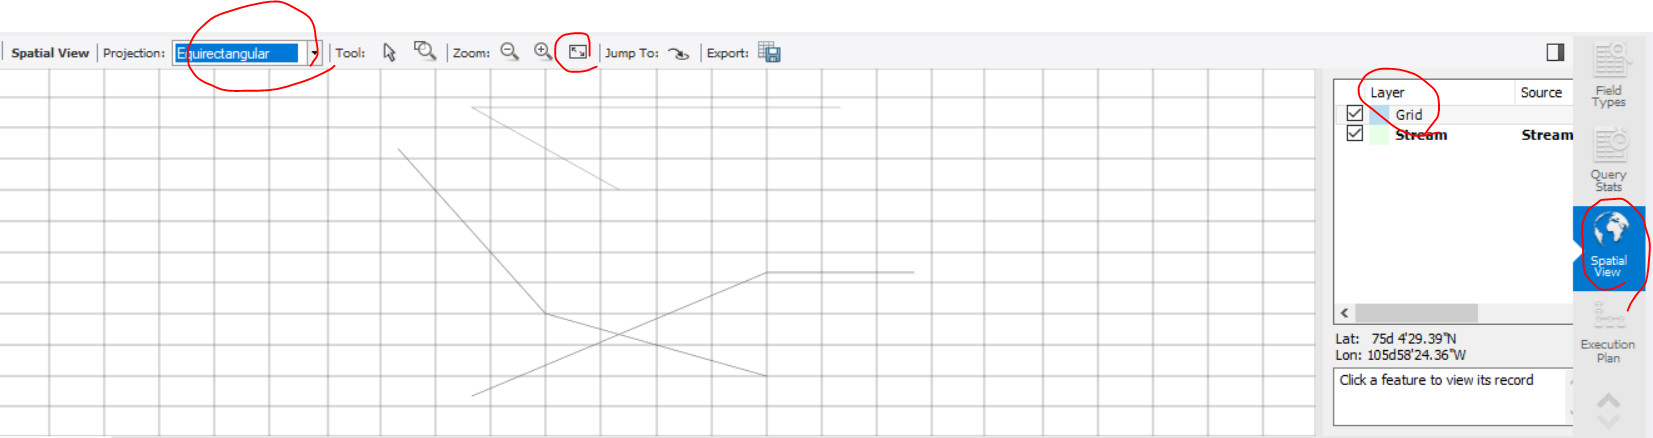 Spatial View Projection: Equirectangular Tool: Zoom: Jump To: Export:
Layer Source
Grid
Stream Stream
Lat: 75d 4'29.39"N
Lon: 105d58'24.36"W
Click a feature to view its record
Field
Types
Query
Stats
Spatial
View
Execution
Plan